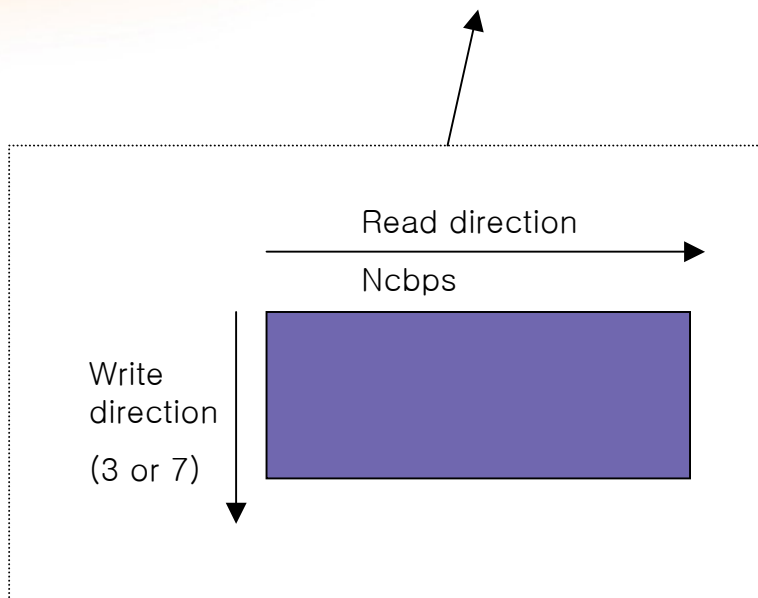 Read direction
Ncbps
Write
direction
(3 or 7)